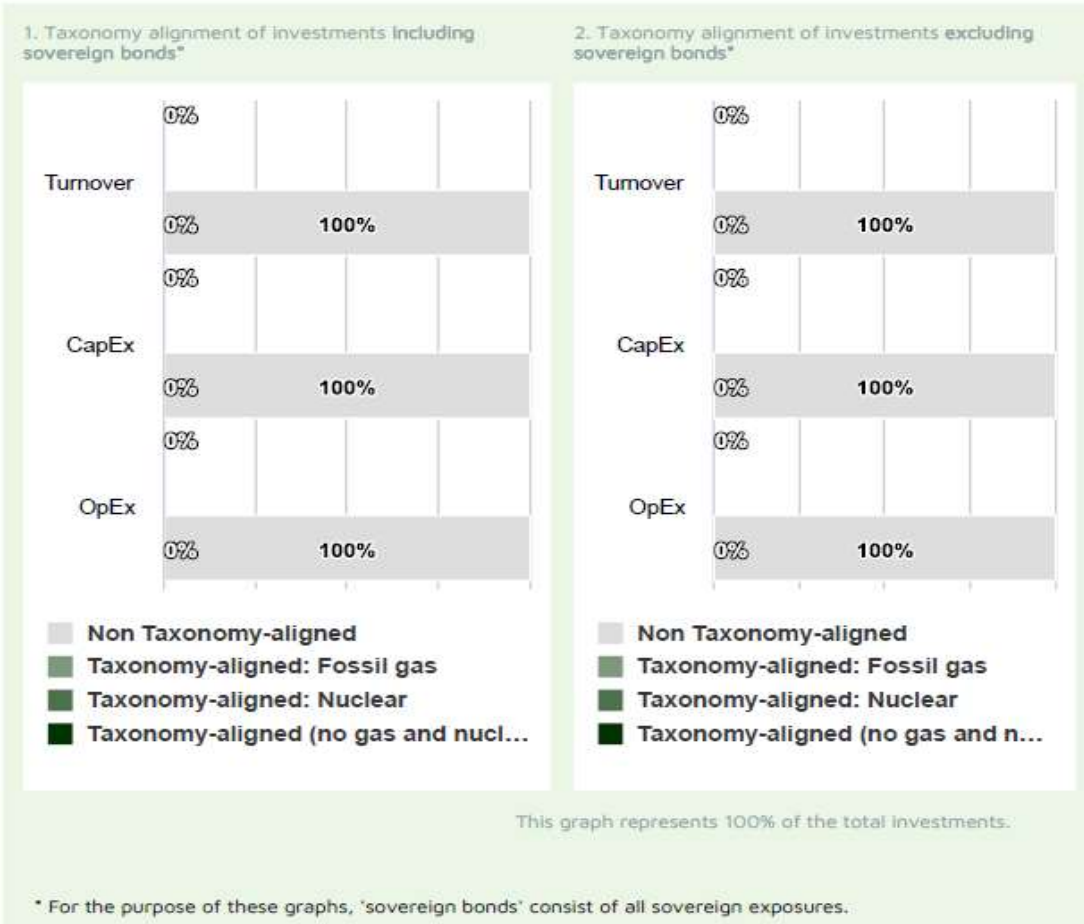 1. Taxonomy alignment of investments including
sovereign bonds*
0%
Turnover
0% 100%
0%
CapEx
0% 100%
0%
OpEx
0% 100%
Non Taxonomy-aligned
Taxonomy-aligned: Fossil gas
Taxonomy-aligned: Nuclear
Taxonomy-aligned (no gas and nucl...
2. Taxonomy alignment of investments excluding
sovereign bonds*
0%
Turnover
0% 100%
0%
CapEx
0% 100%
0%
OpEx
0% 100%
Non Taxonomy-aligned
Taxonomy-aligned: Fossil gas
Taxonomy-aligned: Nuclear
Taxonomy-aligned (no gas and n...
This graph represents 100% of the total investments.
* For the purpose of these graphs, 'sovereign bonds' consist of all sovereign exposures.